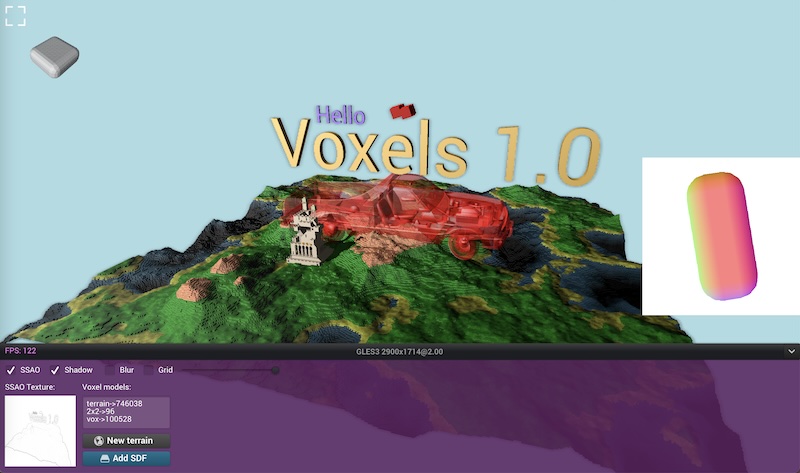 Hello
Voxels 1.0
FPS: 122
GLES3 2900x1714@2.00
SSAO
Shadow
Blur
Grid
SSAO Texture:
Voxel models:
terrain->746038
2x2->96
vox->100528
New terrain
Add SDF